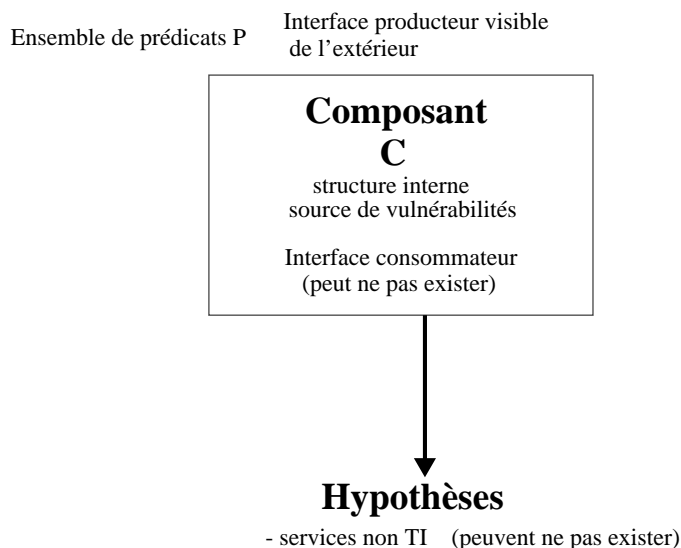 Ensemble de prédicats P
Interface producteur visible
de l’extérieur
Composant
C
structure interne
source de vulnérabilités
Interface consommateur
(peut ne pas exister)
Hypothèses
- services non TI (peuvent ne pas exister)